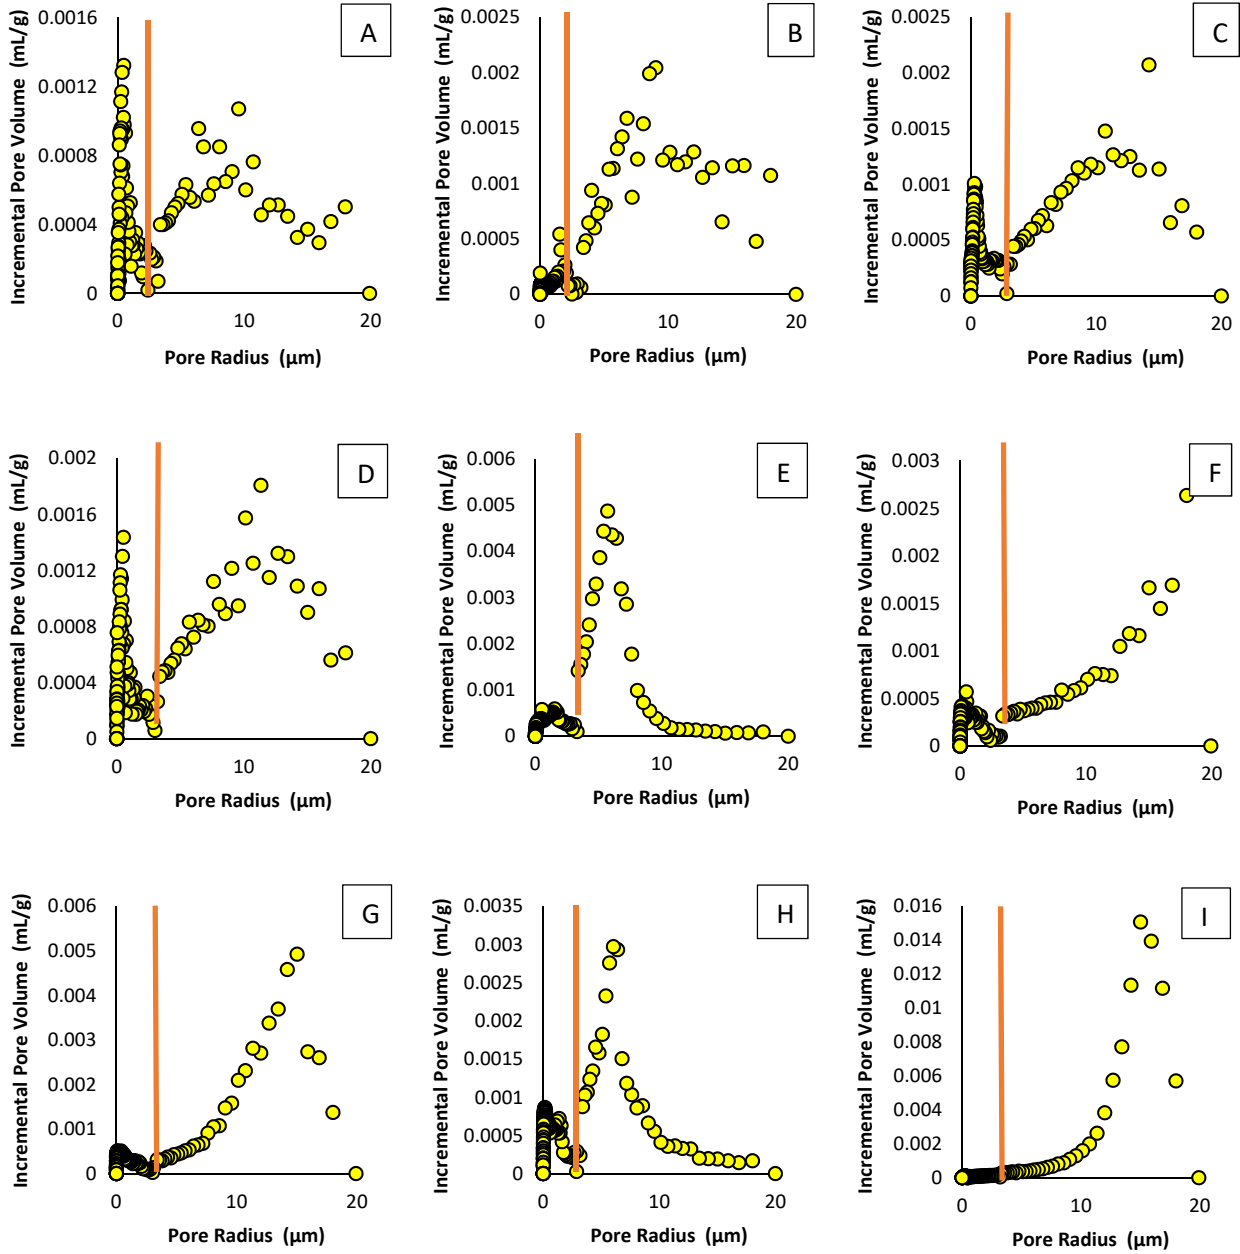 Incremental Pore Volume (mL/g)
0.0016
0.0012
0.0008
0.0004
0
0 10 20
Pore Radius (µm)
A
Incremental Pore Volume (mL/g)
0.0025
0.002
0.0015
0.001
0.0005
0
0 10 20
Pore Radius (µm)
B
Incremental Pore Volume (mL/g)
0.0025
0.002
0.0015
0.001
0.0005
0
0 10 20
Pore Radius (µm)
C
Incremental Pore Volume (mL/g)
0.002
0.0016
0.0012
0.0008
0.0004
0
0 10 20
Pore Radius (µm)
D
Incremental Pore Volume (mL/g)
0.006
0.005
0.004
0.003
0.002
0.001
0
0 10 20
Pore Radius (µm)
E
Incremental Pore Volume (mL/g)
0.003
0.0025
0.002
0.0015
0.001
0.0005
0
0 10 20
Pore Radius (µm)
F
Incremental Pore Volume (mL/g)
0.006
0.005
0.004
0.003
0.002
0.001
0
0 10 20
Pore Radius (µm)
G
Incremental Pore Volume (mL/g)
0.0035
0.003
0.0025
0.002
0.0015
0.001
0.0005
0
0 10 20
Pore Radius (µm)
H
Incremental Pore Volume (mL/g)
0.016
0.014
0.012
0.01
0.008
0.006
0.004
0.002
0
0 10 20
Pore Radius (µm)
I